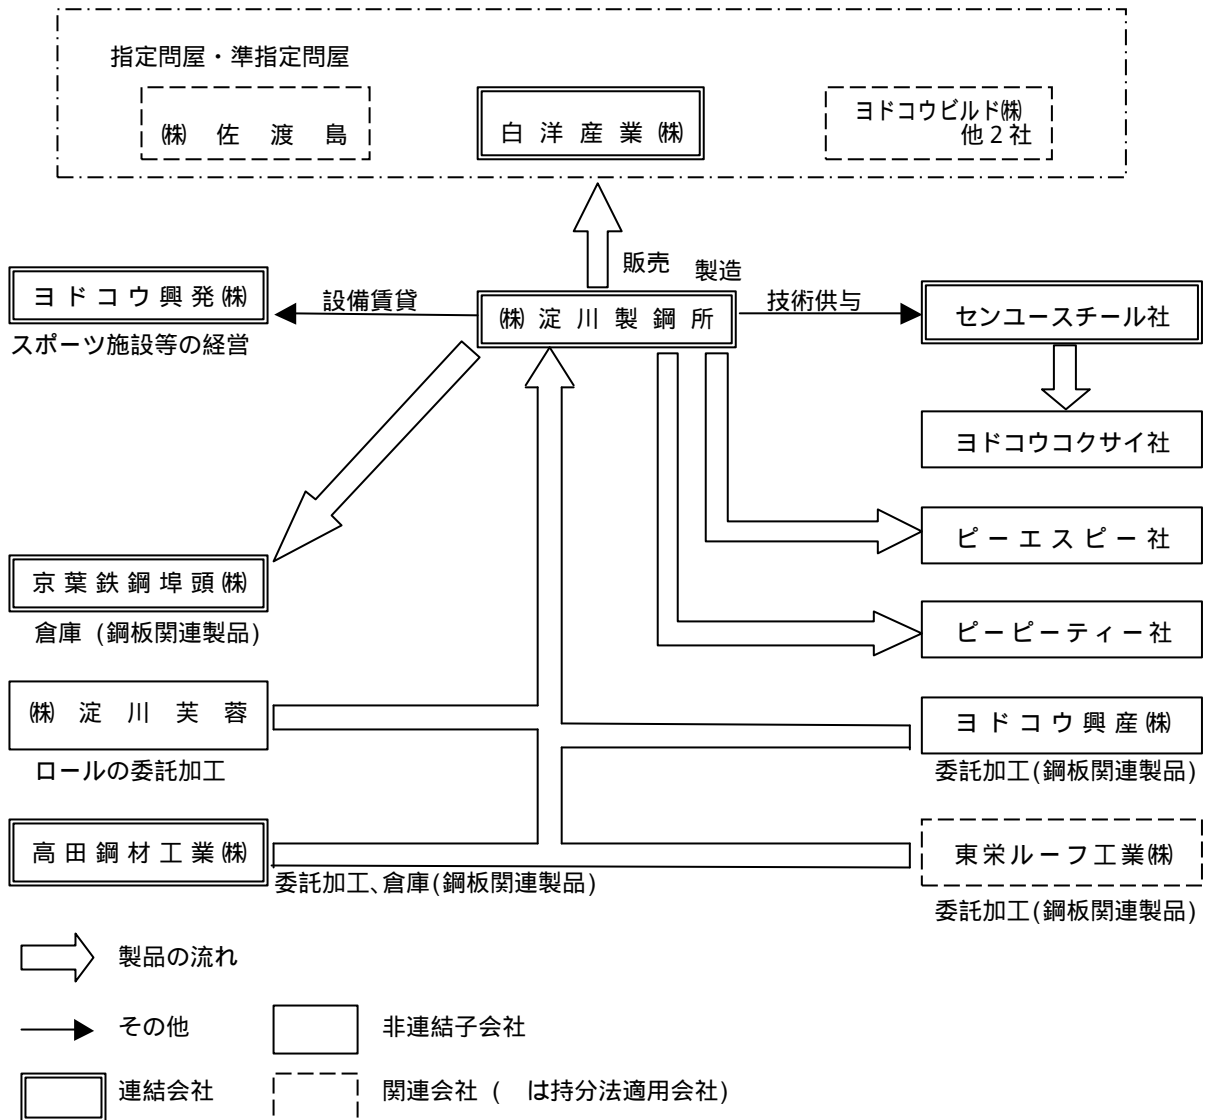 指定問屋・準指定問屋
㈱ 佐 渡 島
白 洋 産 業 ㈱
ヨドコウビルド㈱
他２社
販売
製造
ヨ ド コ ウ 興 発 ㈱
設備賃貸
㈱ 淀 川 製 鋼 所
技術供与
センユースチール社
スポーツ施設等の経営
ヨドコウコクサイ社
ピ ー エ ス ピ ー 社
京 葉 鉄 鋼 埠 頭 ㈱
倉庫 (鋼板関連製品)
ピ ー ピ ー テ ィ ー 社
㈱ 淀 川 芙 蓉
ヨ ド コ ウ 興 産 ㈱
ロールの委託加工
委託加工(鋼板関連製品)
高 田 鋼 材 工 業 ㈱
東 栄 ル ー フ 工 業 ㈱
委託加工、倉庫(鋼板関連製品)
委託加工(鋼板関連製品)
製品の流れ
その他
非連結子会社
連結会社
関連会社 (　は持分法適用会社)